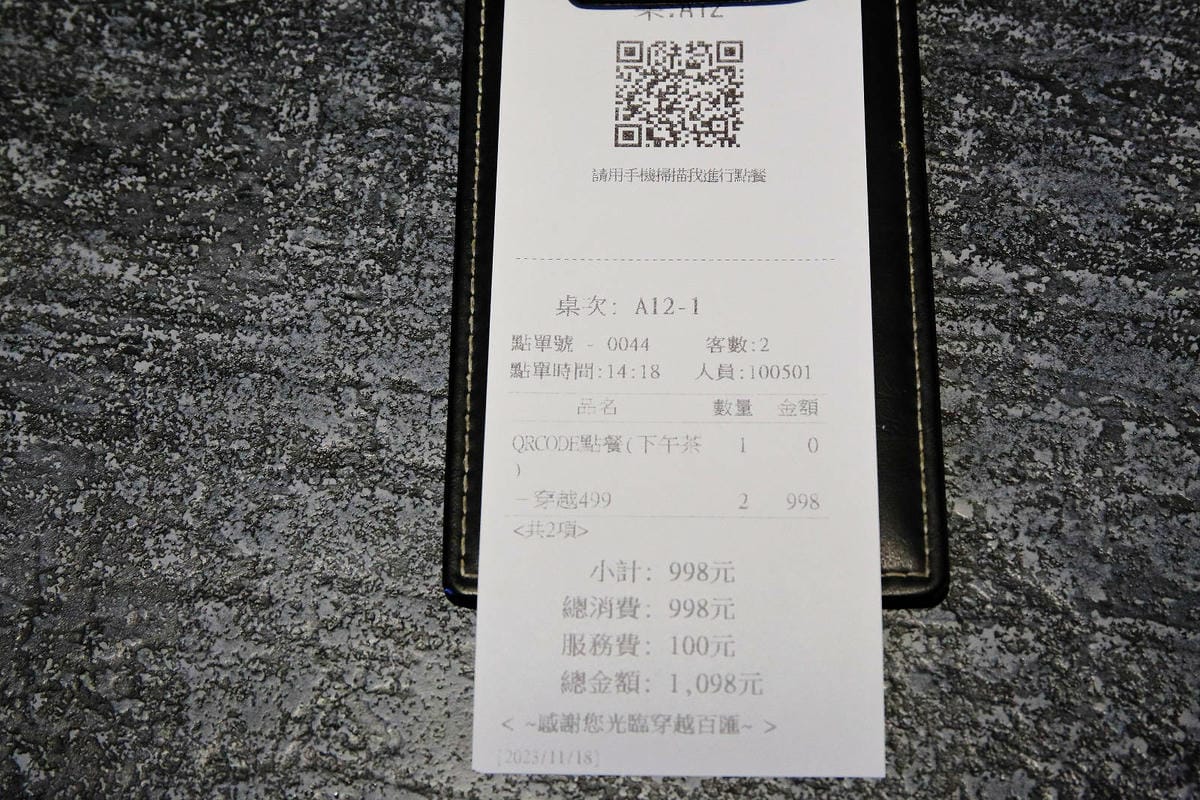 桌:A12
請用手機掃描我進行點餐
桌次: A12-1
點單號 - 0044 客數:2
點單時間:14:18 人員:100501
品名 數量 金額
QRCODE點餐(下午茶 1 0
)
-穿越499 2 998
<共2項>
小計: 998元
總消費: 998元
服務費: 100元
總金額: 1,098元
< ~感謝您光臨穿越百匯~ >
[2023/11/18]